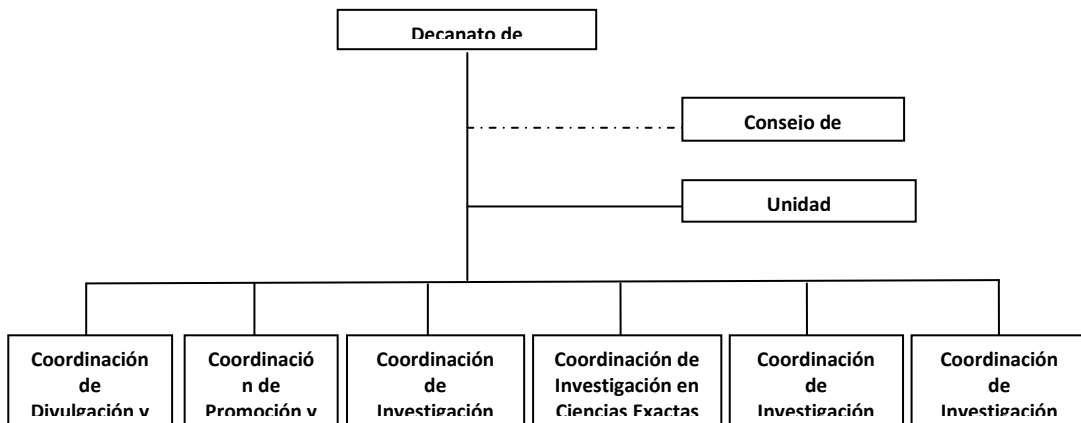 Decanato de
Consejo de
Unidad
Coordinación
de
Divulgación y
Coordinació
n de
Promoción y
Coordinación
de
Investigación
Coordinación de
Investigación en
Ciencias Exactas
Coordinación
de
Investigación
Coordinación
de
Investigación